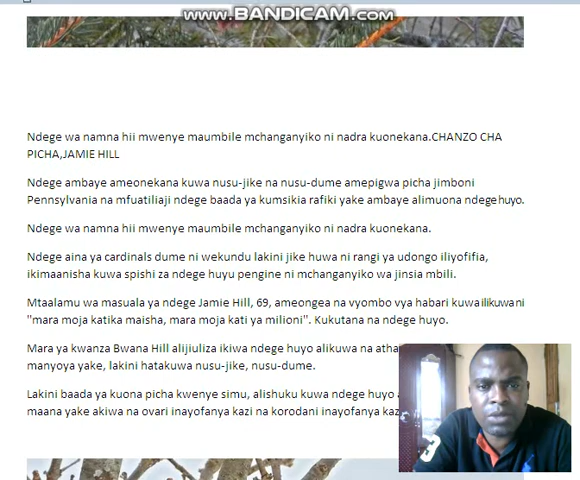 www.BANDICAM.com
Ndege wa namna hii mwenye maumbile mchanganyiko ni nadra kuonekana.CHANZO CHA
PICHA,JAMIE HILL
Ndege ambaye ameonekana kuwa nusu-jike na nusu-dume amepigwa picha jimboni
Pennsylvania na mfuatiliaji ndege baada ya kumsikia rafiki yake ambaye alimuona ndege huyo.
Ndege wa namna hii mwenye maumbile mchanganyiko ni nadra kuonekana.
Ndege aina ya cardinals dume ni wekundu lakini jike huwa ni rangi ya udongo iliyofifia,
ikimaanisha kuwa spishi za ndege huyu pengine ni mchanganyiko wa jinsia mbili.
Mtaalamu wa masuala ya ndege Jamie Hill, 69, ameongea na vyombo vya habari kuwa ilikuwa ni
"mara moja katika maisha, mara moja kati ya milioni". Kukutana na ndege huyo.
Mara ya kwanza Bwana Hill alijiuliza ikiwa ndege huyo alikuwa na
manyoya yake, lakini hatakuwa nusu-jike, nusu-dume.
Lakini baada ya kuona picha kwenye simu, alishuku kuwa ndege huyo
maana yake akiwa na ovari inayofanya kazi na korodani inayofanya
3